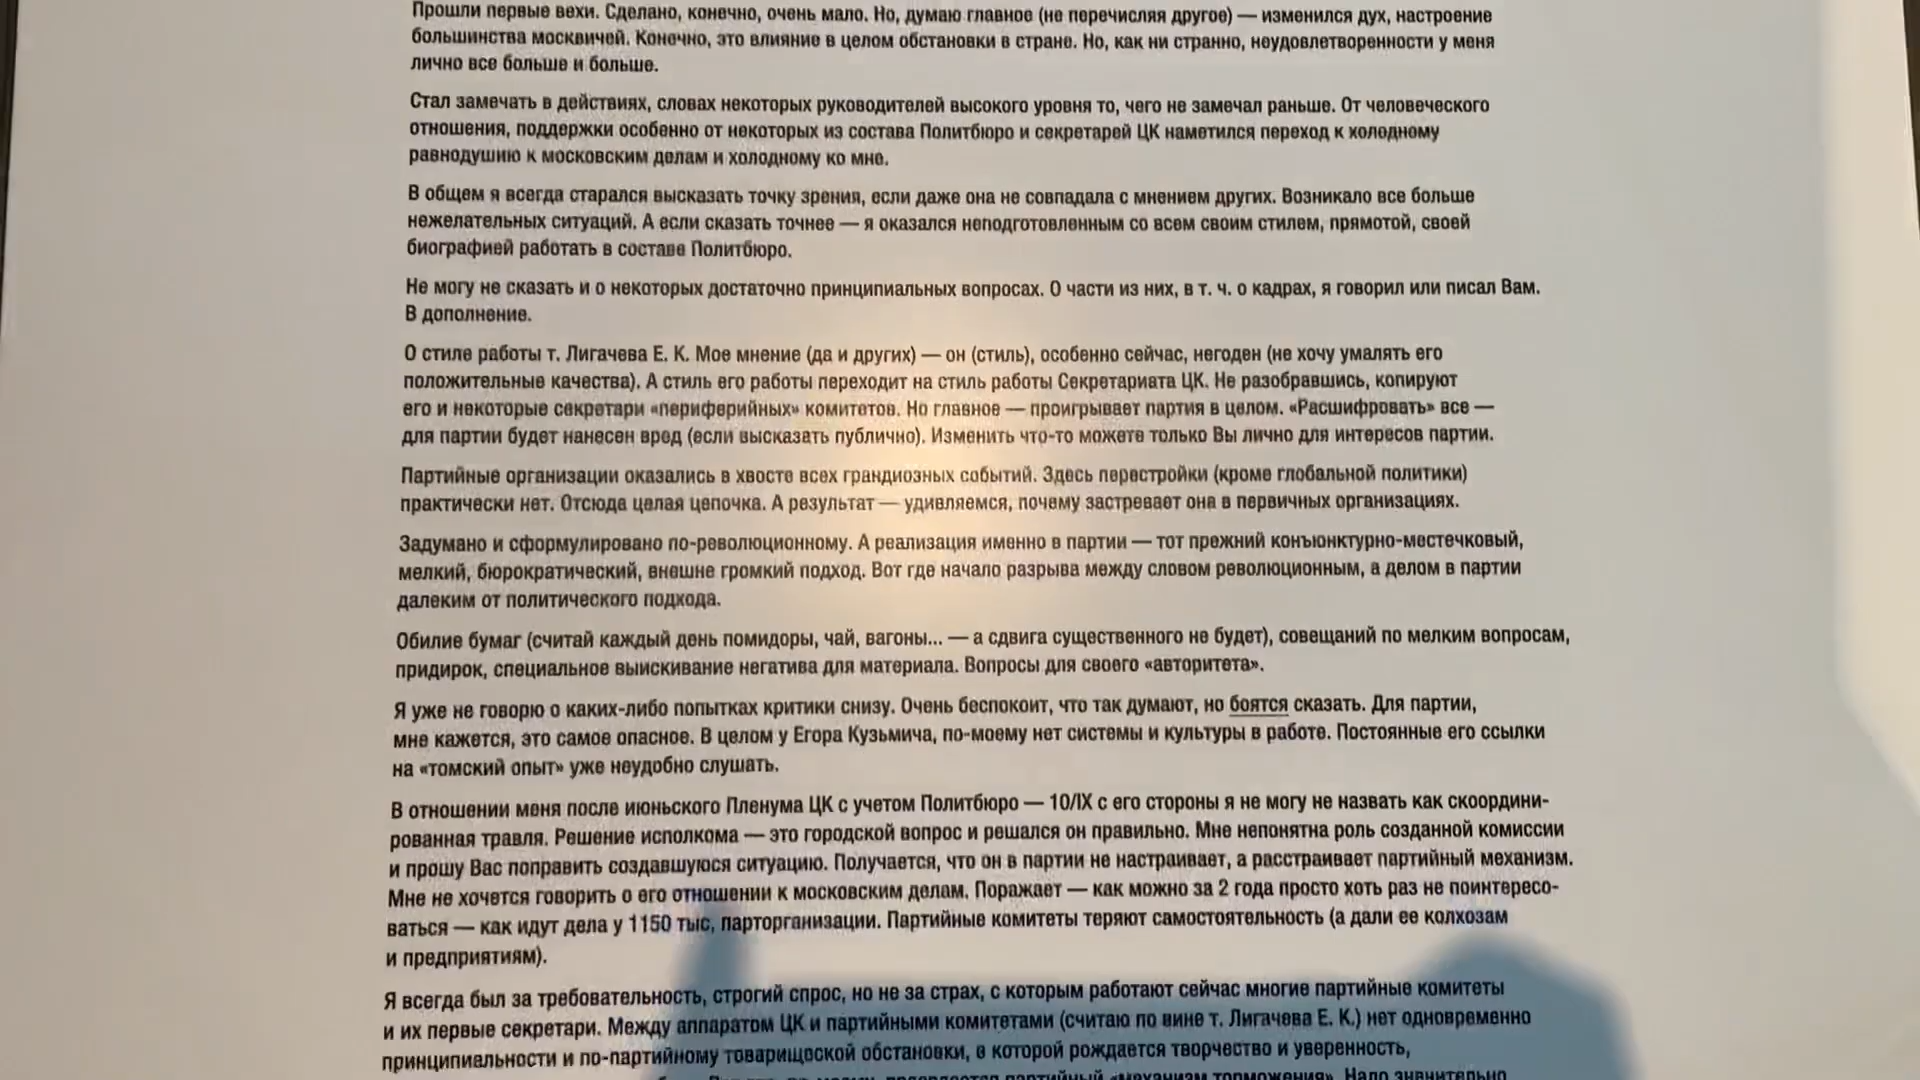 Прошли первые вехи. Сделано, конечно, очень мало. Но, думаю главное (не перечисляя другое) — изменился дух, настроение
большинства москвичей. Конечно, это влияние в целом обстановки в стране. Но, как ни странно, неудовлетворенности у меня
лично все больше и больше.
Стал замечать в действиях, словах некоторых руководителей высокого уровня то, чего не замечал раньше. От человеческого
отношения, поддержки особенно от некоторых из состава Политбюро и секретарей ЦК наметился переход к холодному
равнодушию к московским делам и холодному ко мне.
В общем я всегда старался высказать точку зрения, если даже она не совпадала с мнением других. Возникало все больше
нежелательных ситуаций. А если сказать точнее — я оказался неподготовленным со всем своим стилем, прямотой, своей
биографией работать в составе Политбюро.
Не могу не сказать и о некоторых достаточно принципиальных вопросах. О части из них, в т. ч. о кадрах, я говорил или писал Вам.
В дополнение.
О стиле работы т. Лигачева Е. К. Мое мнение (да и других) — он (стиль), особенно сейчас, негоден (не хочу умалять его
положительные качества). А стиль его работы переходит на стиль работы Секретариата ЦК. Не разобравшись, копируют
его и некоторые секретари «периферийных» комитетов. Но главное — проигрывает партия в целом. «Расшифровать» все —
для партии будет нанесен вред (если высказать публично). Изменить что-то можете только Вы лично для интересов партии.
Партийные организации оказались в хвосте всех грандиозных событий. Здесь перестройки (кроме глобальной политики)
практически нет. Отсюда целая цепочка. А результат — удивляемся, почему застревает она в первичных организациях.
Задумано и сформулировано по-революционному. А реализация именно в партии — тот прежний конъюнктурно-местечковый,
мелкий, бюрократический, внешне громкий подход. Вот где начало разрыва между словом революционным, а делом в партии
далеким от политического подхода.
Обилие бумаг (считай каждый день помидоры, чай, вагоны... — а сдвига существенного не будет), совещаний по мелким вопросам,
придирок, специальное выискивание негатива для материала. Вопросы для своего «авторитета».
Я уже не говорю о каких-либо попытках критики снизу. Очень беспокоит, что так думают, но боятся сказать. Для партии,
мне кажется, это самое опасное. В целом у Егора Кузьмича, по-моему нет системы и культуры в работе. Постоянные его ссылки
на «томский опыт» уже неудобно слушать.
В отношении меня после июньского Пленума ЦК с учетом Политбюро — 10/IX с его стороны я не могу не назвать как скоордини-
рованная травля. Решение исполкома — это городской вопрос и решался он правильно. Мне непонятна роль созданной комиссии
и прошу Вас поправить создавшуюся ситуацию. Получается, что он в партии не настраивает, а расстраивает партийный механизм.
Мне не хочется говорить о его отношении к московским делам. Поражает — как можно за 2 года просто хоть раз не поинтересо-
ваться — как идут дела у 1150 тыс, парторганизации. Партийные комитеты теряют самостоятельность (а дали ее колхозам
и предприятиям).
Я всегда был за требовательность, строгий спрос, но не за страх, с которым работают сейчас многие партийные комитеты
и их первые секретари. Между аппаратом ЦК и партийными комитетами (считаю по вине т. Лигачева Е. К.) нет одновременно
принципиальности и по-партийному товарищеской обстановки, в которой рождается творчество и уверенность,
партийный «механизм торможения». Надо значительно